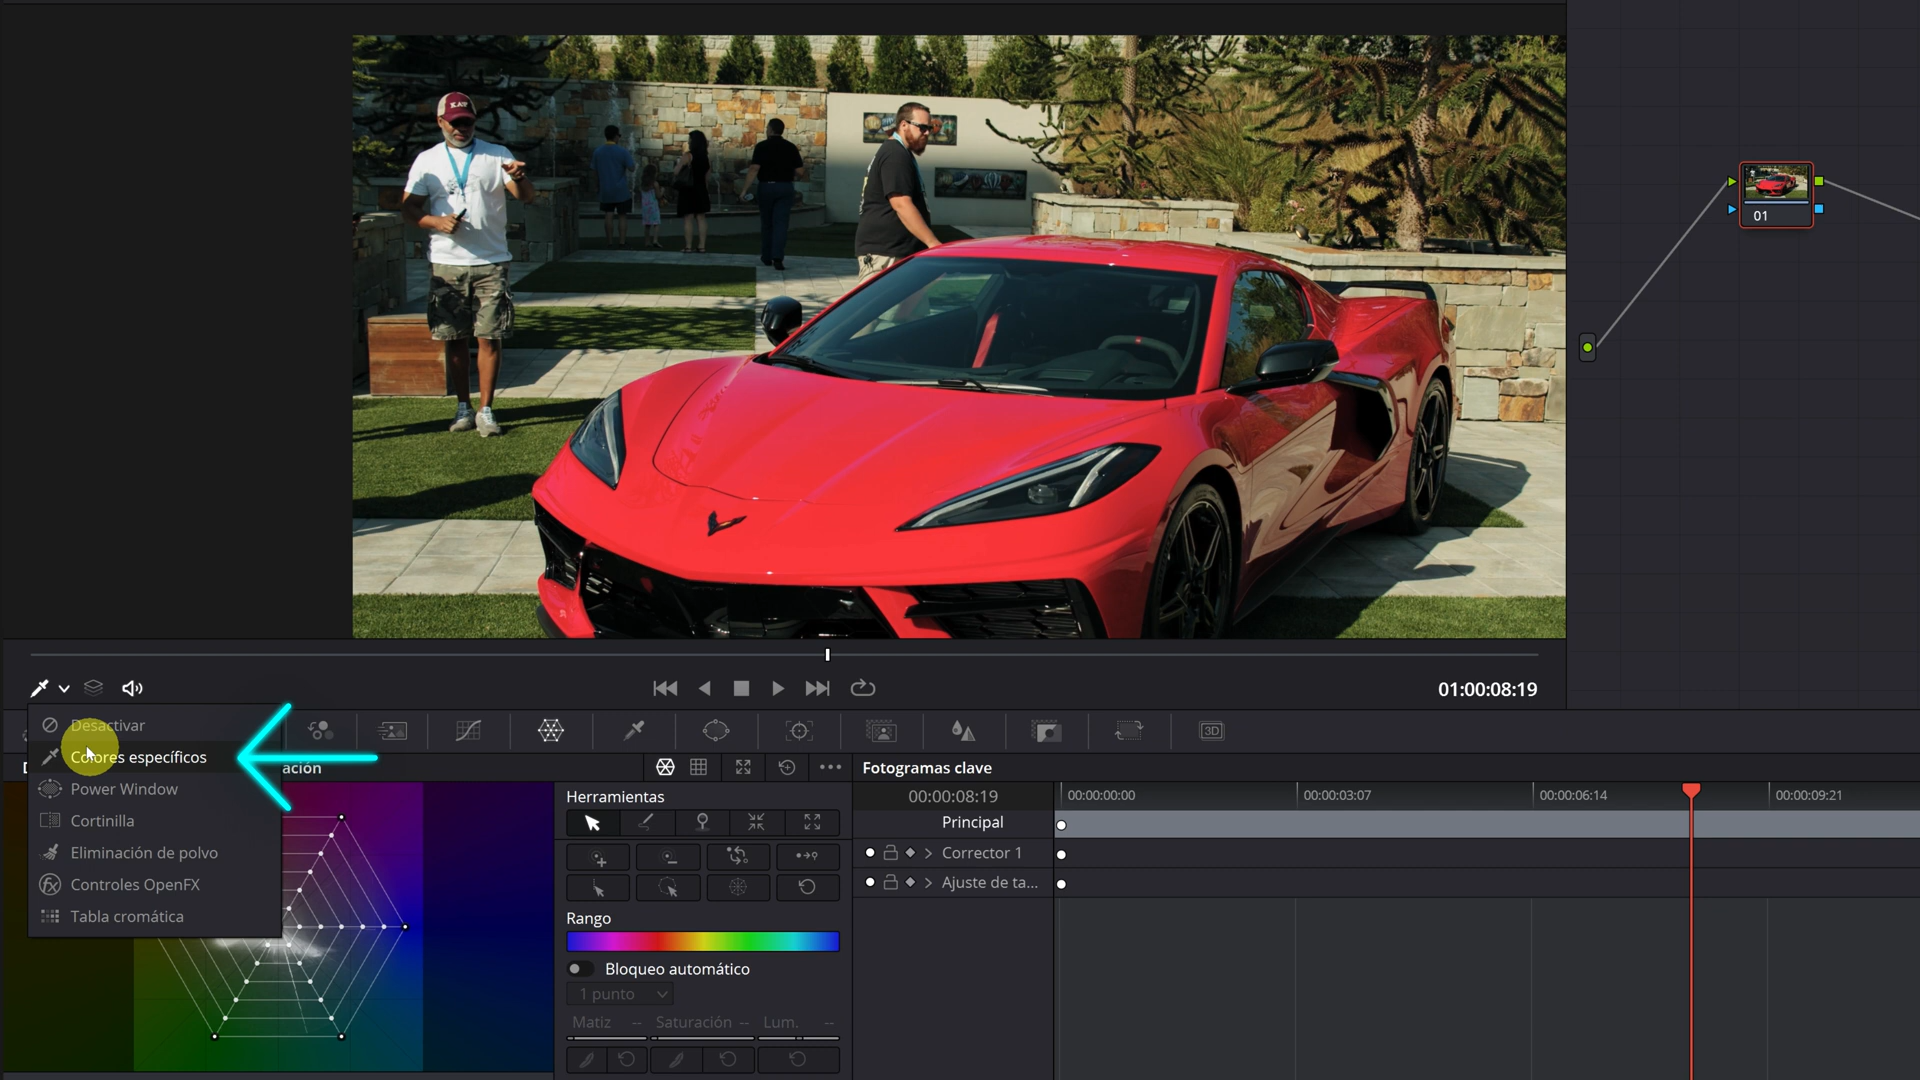 KAY
01
01:00:08:19
Desactivar
Colores específicos
Power Window
Cortinilla
Eliminación de polvo
Controles OpenFX
Tabla cromática
3D
ación
Herramientas
Rango
Bloqueo automático
1 punto
Matiz -- Saturación -- Lum. --
Fotogramas clave
00:00:08:19
00:00:00:00
00:00:03:07
00:00:06:14
00:00:09:21
Principal
Corrector 1
Ajuste de ta...